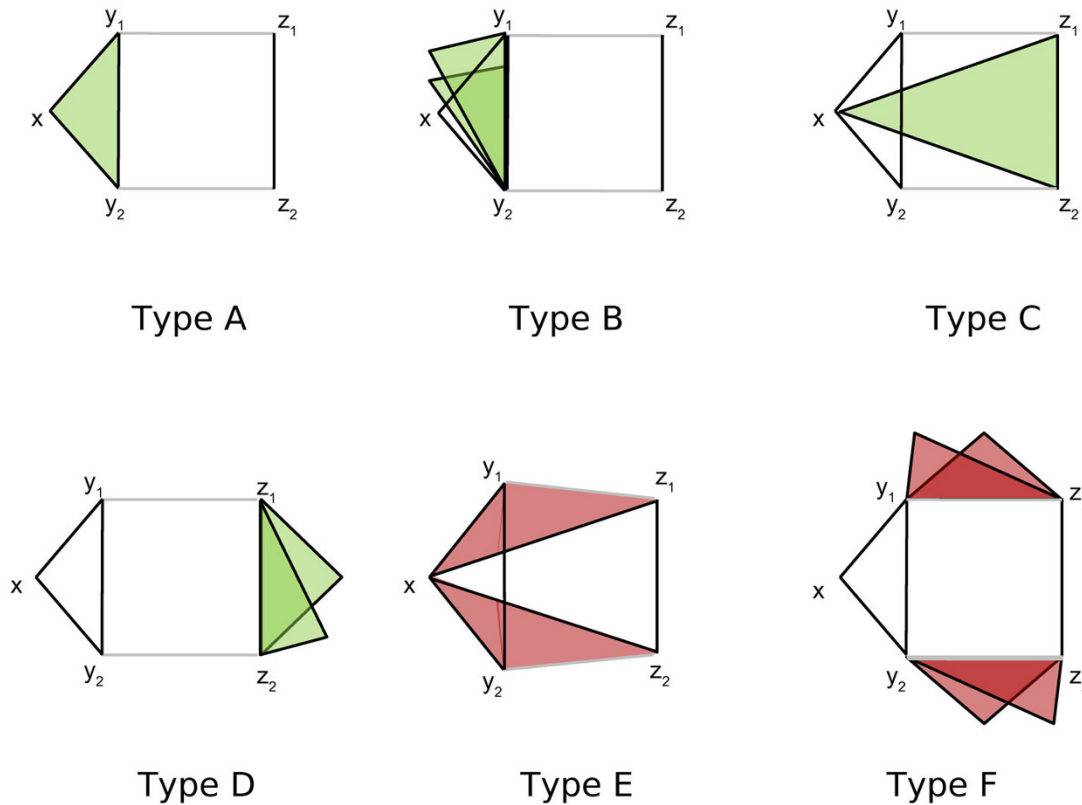 y₁ z₁ y₁ z₁ y₁ z₁
x x x
y₂ z₂ y₂ z₂ y₂ z₂
Type A Type B Type C
y₁ z₁ y₁ z₁ y₁ z
x x x
y₂ z₂ y₂ z₂ y₂ z
Type D Type E Type F